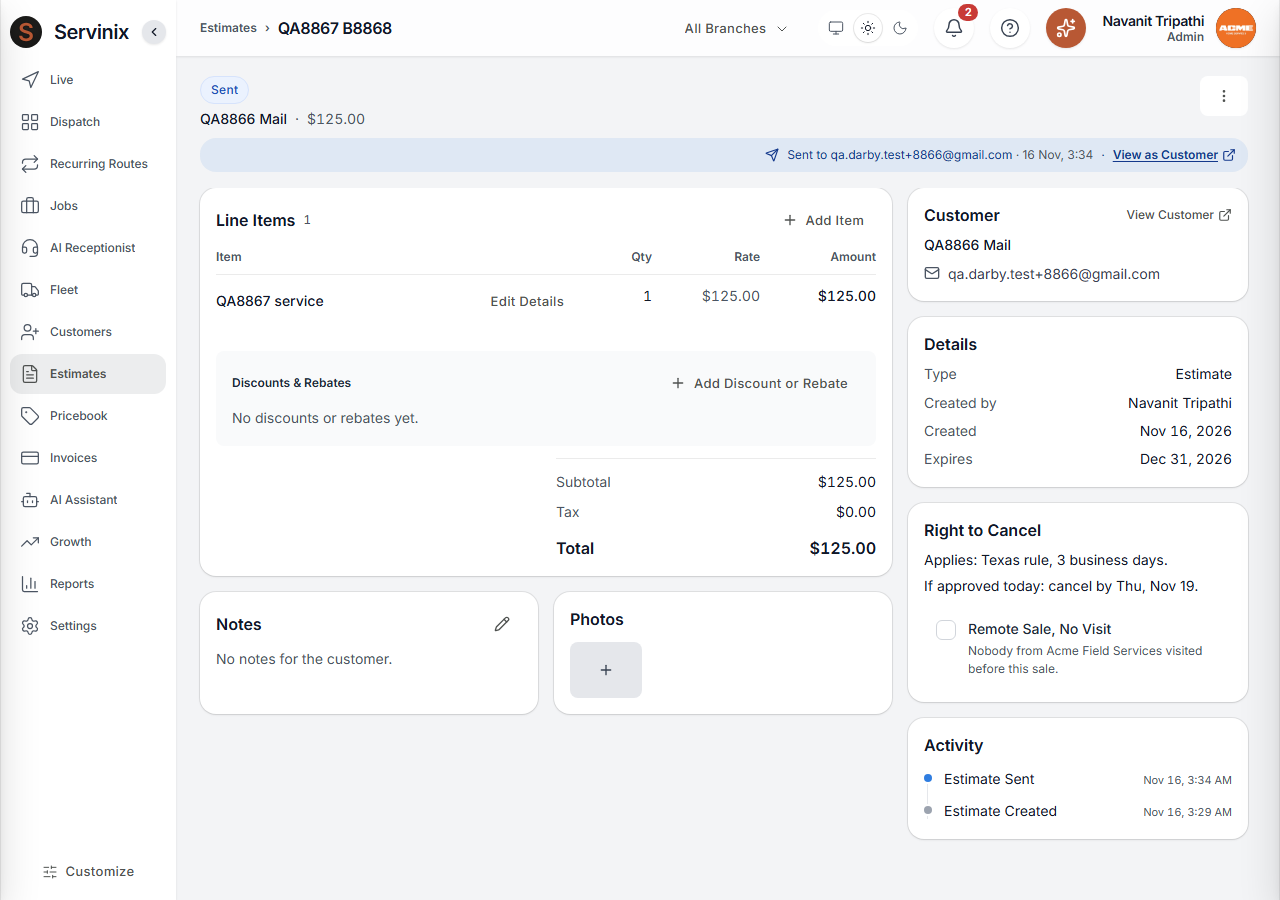 S Servinix
Estimates › QA8867 B8868
All Branches
2
Navanit Tripathi
Admin
ACME
Live
Dispatch
Recurring Routes
Jobs
AI Receptionist
Fleet
Customers
Estimates
Pricebook
Invoices
AI Assistant
Growth
Reports
Settings
Customize
Sent
QA8866 Mail · $125.00
Sent to qa.darby.test+8866@gmail.com · 16 Nov, 3:34 · View as Customer
Line Items 1
+ Add Item
Item Qty Rate Amount
QA8867 service Edit Details 1 $125.00 $125.00
Discounts & Rebates
+ Add Discount or Rebate
No discounts or rebates yet.
Subtotal $125.00
Tax $0.00
Total $125.00
Notes
No notes for the customer.
Photos
+
Customer View Customer
QA8866 Mail
qa.darby.test+8866@gmail.com
Details
Type Estimate
Created by Navanit Tripathi
Created Nov 16, 2026
Expires Dec 31, 2026
Right to Cancel
Applies: Texas rule, 3 business days.
If approved today: cancel by Thu, Nov 19.
Remote Sale, No Visit
Nobody from Acme Field Services visited
before this sale.
Activity
Estimate Sent Nov 16, 3:34 AM
Estimate Created Nov 16, 3:29 AM